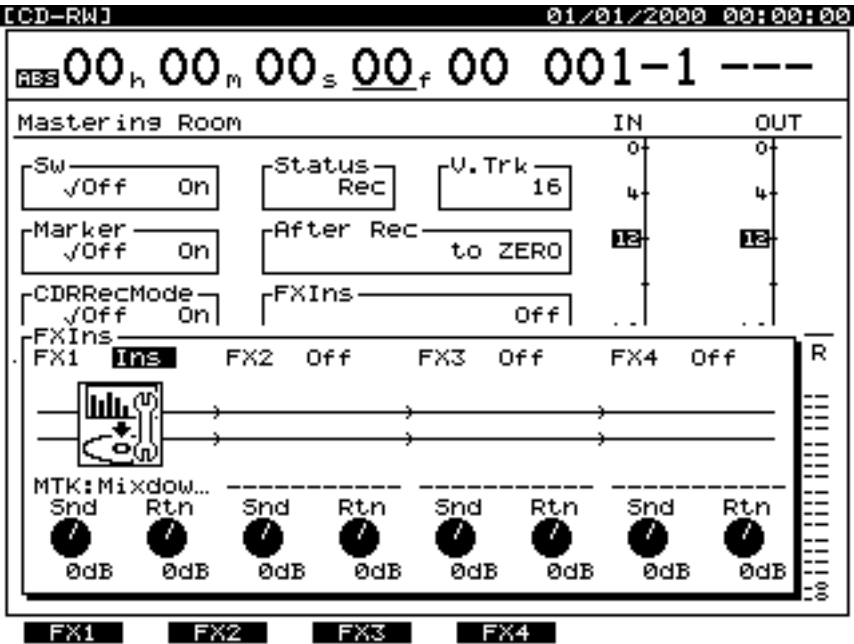 [CD-RW] 01/01/2000 00:00:00
ABS 00h 00m 00s 00f 00 001-1 ---
Mastering Room IN OUT
Sw Status V.Trk 0 0
√Off On Rec 16 4 4
Marker After Rec
√Off On to ZERO 12 12
CDRRecMode FXIns
√Off On Off
FXIns
FX1 Ins FX2 Off FX3 Off FX4 Off R
MTK:Mixdow... ------------ ------------ ------------
Snd Rtn Snd Rtn Snd Rtn Snd Rtn
0dB 0dB 0dB 0dB 0dB 0dB 0dB 0dB
FX1 FX2 FX3 FX4